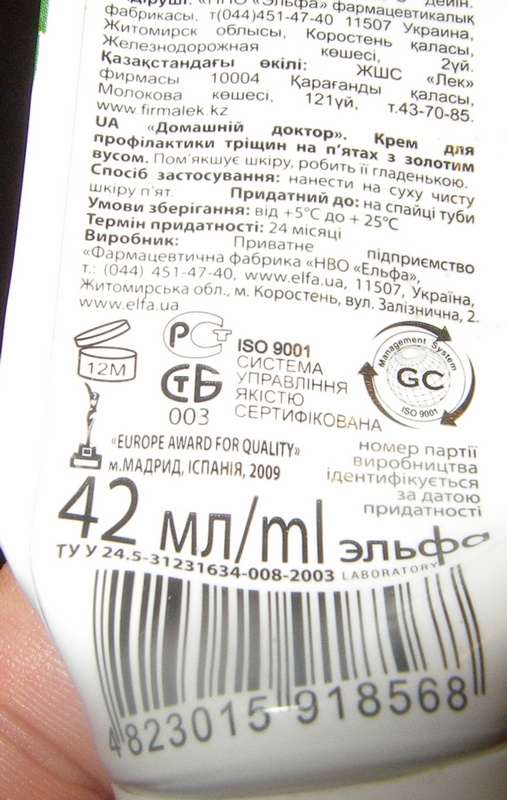 «Эльфа» фармацевтикалық
фабрикасы, т(044)451-47-40 11507 Украина,
Житомирск облысы, Коростень қаласы,
Железнодорожная көшесі, 2үй.
Қазақстандағы өкілі: ЖШС «Лек»
фирмасы 10004 Қарағанды қаласы,
Молокова көшесі, 121үй, т.43-70-85.
www.firmalek.kz
UA «Домашній доктор». Крем для
профілактики тріщин на п'ятах з золотим
вусом. Пом'якшує шкіру, робить її гладенькою.
Спосіб застосування: нанести на суху чисту
шкіру п'ят. Придатний до: на спайці туби
Умови зберігання: від +5°C до + 25°C
Термін придатності: 24 місяці
Виробник: Приватне підприємство
«Фармацевтична фабрика «НВО «Ельфа»,
т.: (044) 451-47-40, www.elfa.ua, 11507, Україна,
Житомирська обл., м. Коростень, вул. Залізнична, 2.
www.elfa.ua
12M
РСТ
СТБ
003
ISO 9001
СИСТЕМА
УПРАВЛІННЯ
ЯКІСТЮ
СЕРТИФІКОВАНА
Management System
GC
ISO 9001
«EUROPE AWARD FOR QUALITY»
м.МАДРИД, ІСПАНІЯ, 2009
номер партії
виробництва
ідентифікується
за датою
придатності
42 мл/ml
эльфа
LABORATORY
ТУ У 24.5-31231634-008-2003
4823015918568